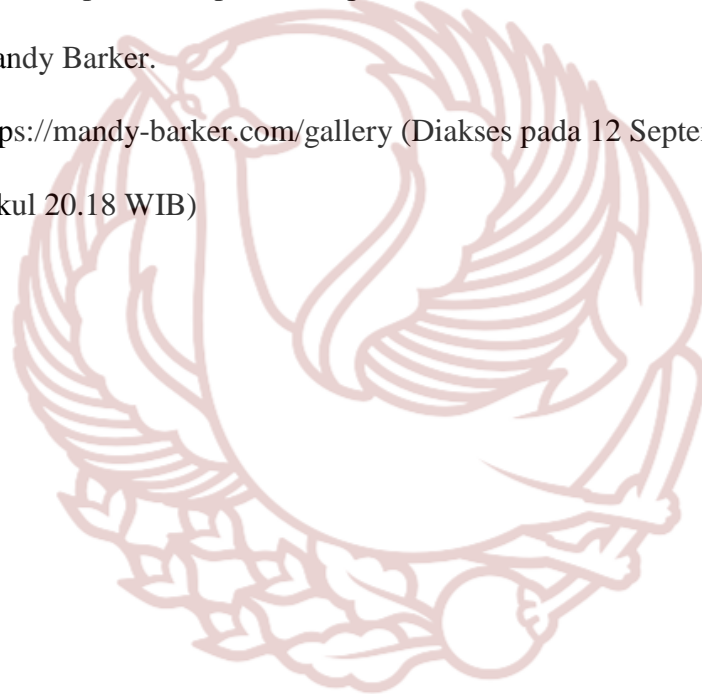 andy Barker.
ps://mandy-barker.com/gallery (Diakses pada 12 Septe
kul 20.18 WIB)